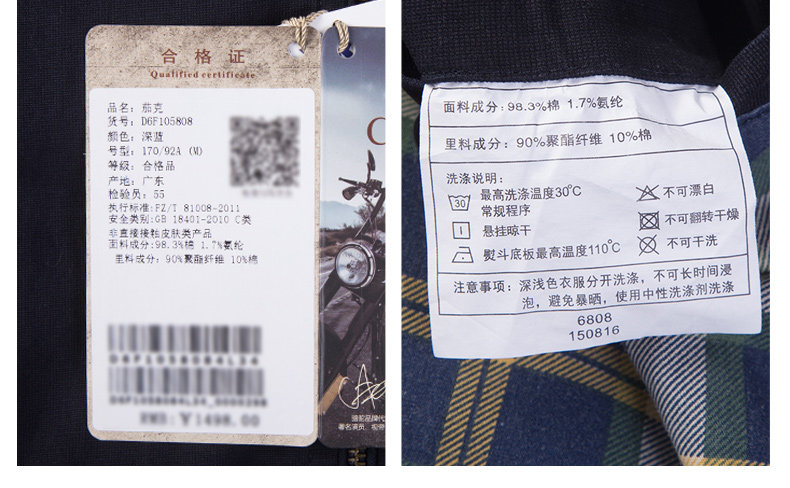 合格证
Qualified certificate
品名: 茄克
货号: D6F105808
颜色: 深蓝
号型: 170/92A (M)
等级: 合格品
产地: 广东
检验员: 55
执行标准:FZ/T 81008-2011
安全类别:GB 18401-2010 C类
非直接接触皮肤类产品
面料成分:98.3%棉 1.7%氨纶
里料成分: 90%聚酯纤维 10%棉
¥1498.00
C
骆驼品牌代
著名演员、
面料成分: 98.3%棉 1.7%氨纶
里料成分: 90%聚酯纤维 10%棉
洗涤说明:
30 最高洗涤温度30℃
常规程序
悬挂晾干
熨斗底板最高温度110℃
不可漂白
不可翻转干燥
不可干洗
注意事项: 深浅色衣服分开洗涤, 不可长时间浸
泡, 避免暴晒, 使用中性洗涤剂洗涤
6808
150816